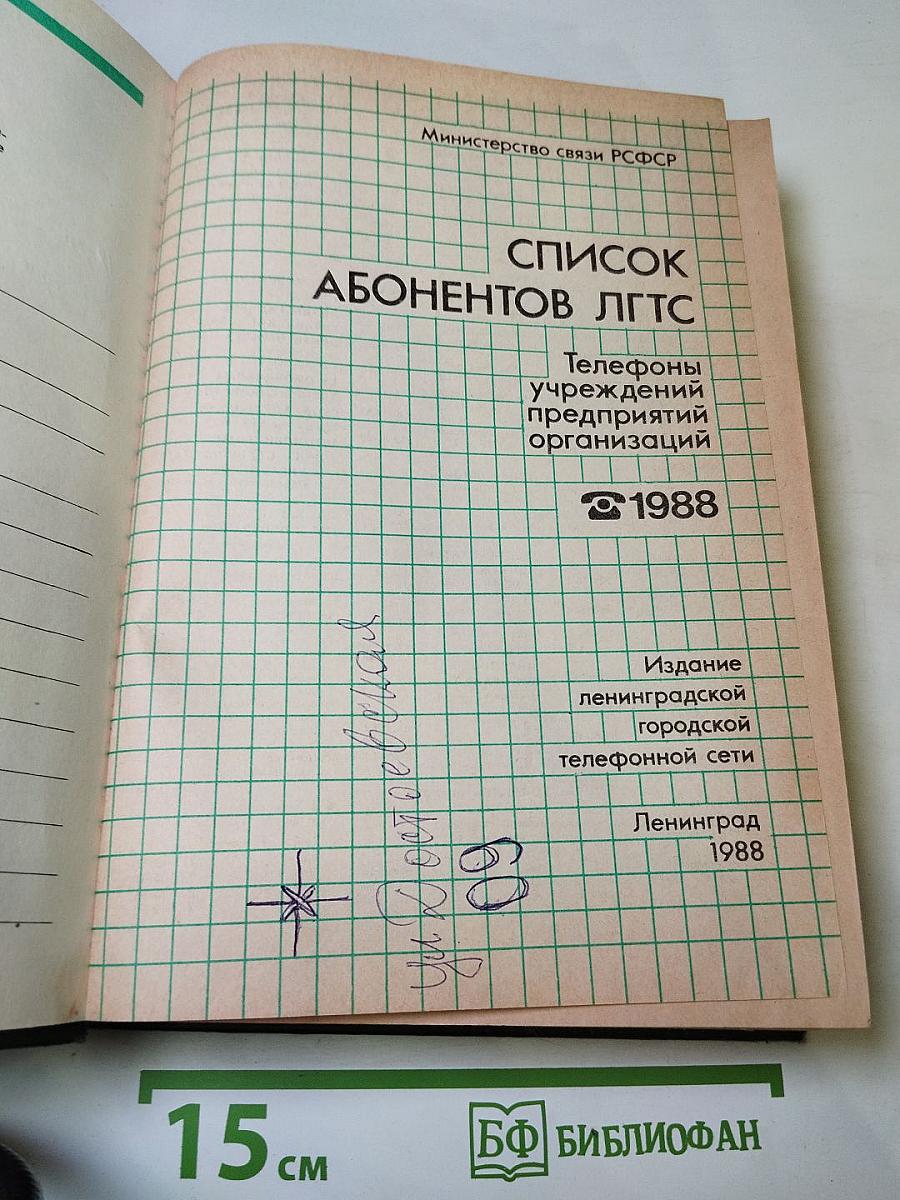 Министерство связи РСФСР
СПИСОК
АБОНЕНТОВ ЛГТС
Телефоны
учреждений
предприятий
организаций
☎1988
Издание
ленинградской
городской
телефонной сети
Ленинград
1988
ул Достоевская
09
15 см
БФ БИБЛИОФАН